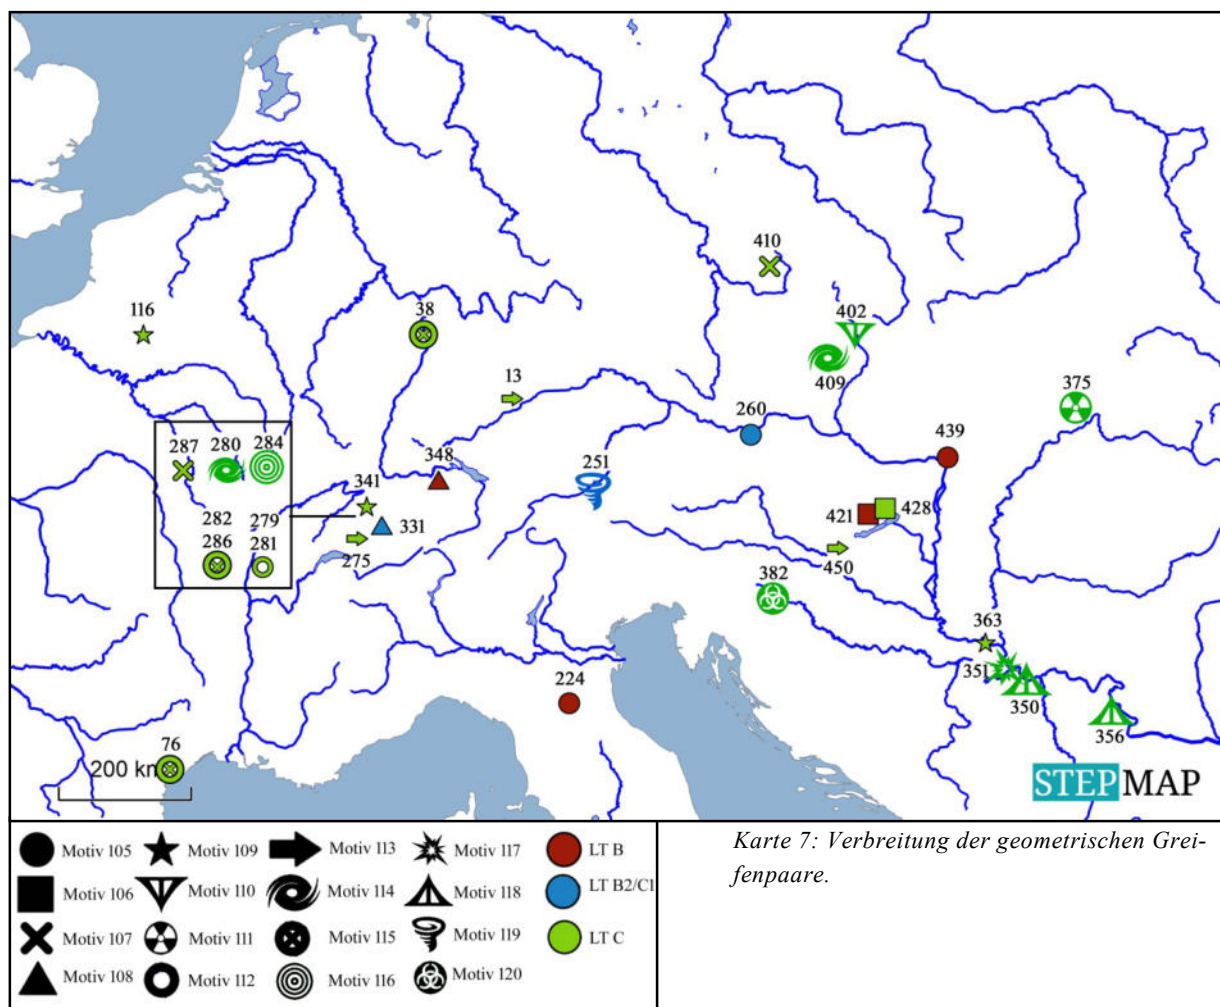 410
116
38
402
13
409
375
260
439
287
280
284
348
251
341
282
279
331
421
428
286
281
275
450
382
363
351
224
350
356
76
200 km
STEPMAP
Motiv 105
Motiv 109
Motiv 113
Motiv 117
LT B
Motiv 106
Motiv 110
Motiv 114
Motiv 118
LT B2/C1
Motiv 107
Motiv 111
Motiv 115
Motiv 119
LT C
Motiv 108
Motiv 112
Motiv 116
Motiv 120
Karte 7: Verbreitung der geometrischen Grei-
fenpaare.